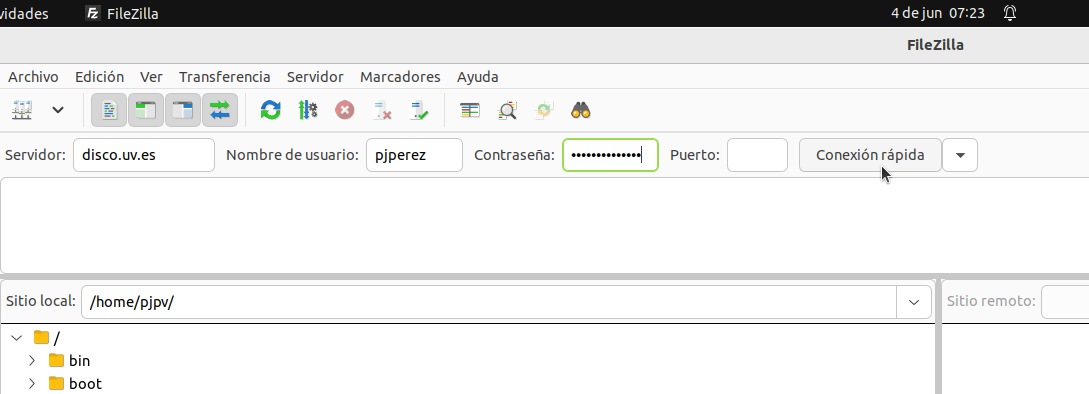 vidades FileZilla 4 de jun 07:23
FileZilla
Archivo Edición Ver Transferencia Servidor Marcadores Ayuda
Servidor: disco.uv.es Nombre de usuario: pjperez Contraseña: •••••••••••••• Puerto: Conexión rápida
Sitio local: /home/pjpv/ Sitio remoto:
/
bin
boot